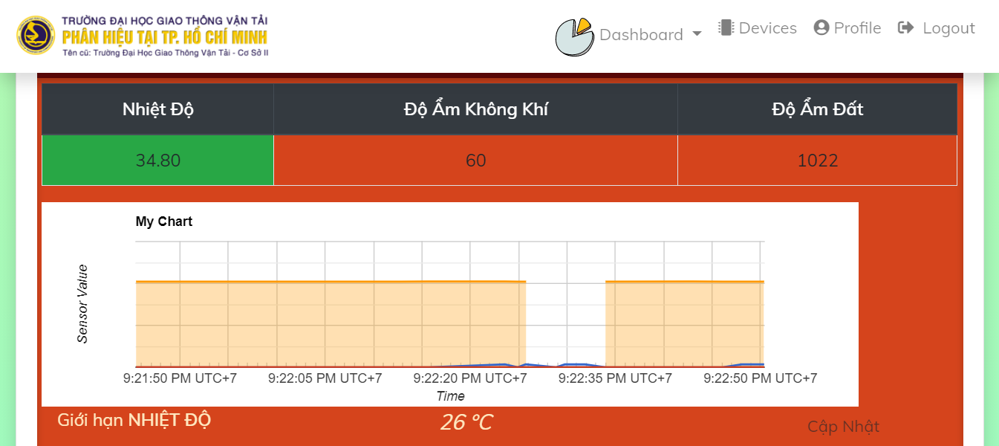 TRƯỜNG ĐẠI HỌC GIAO THÔNG VẬN TẢI
PHÂN HIỆU TẠI TP. HỒ CHÍ MINH
Tên cũ: Trường Đại Học Giao Thông Vận Tải - Cơ Sở II
Dashboard Devices Profile Logout
Nhiệt Độ Độ Ẩm Không Khí Độ Ẩm Đất
34.80 60 1022
My Chart
Sensor Value
9:21:50 PM UTC+7 9:22:05 PM UTC+7 9:22:20 PM UTC+7 9:22:35 PM UTC+7 9:22:50 PM UTC+7
Time
Giới hạn NHIỆT ĐỘ 26 °C Cập Nhật